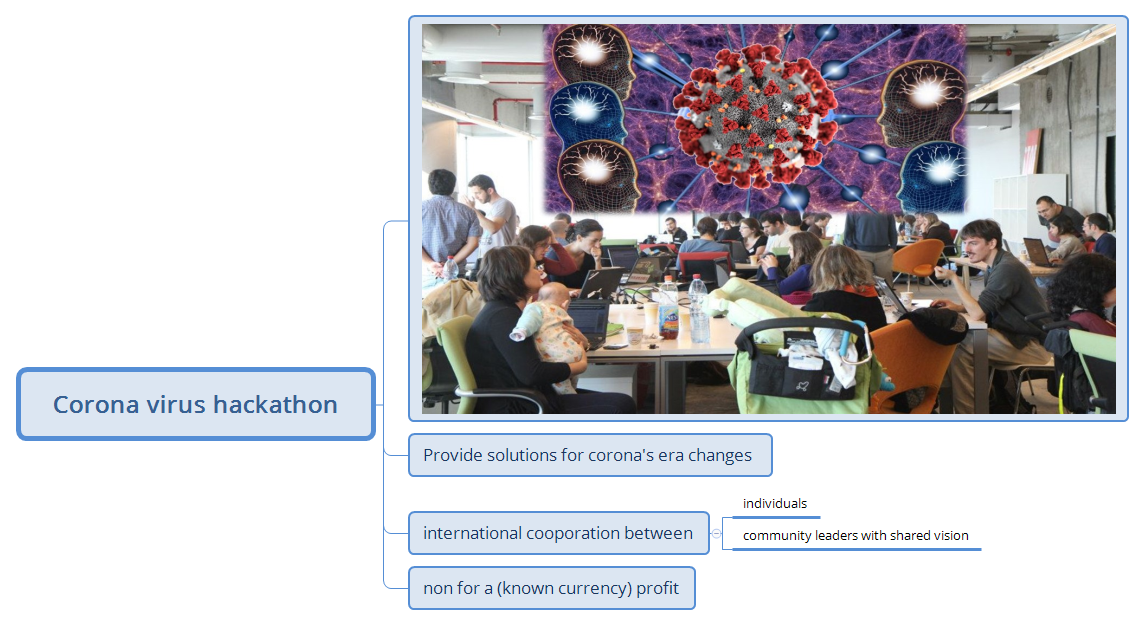 Corona virus hackathon
Provide solutions for corona's era changes
international cooporation between
individuals
community leaders with shared vision
non for a (known currency) profit